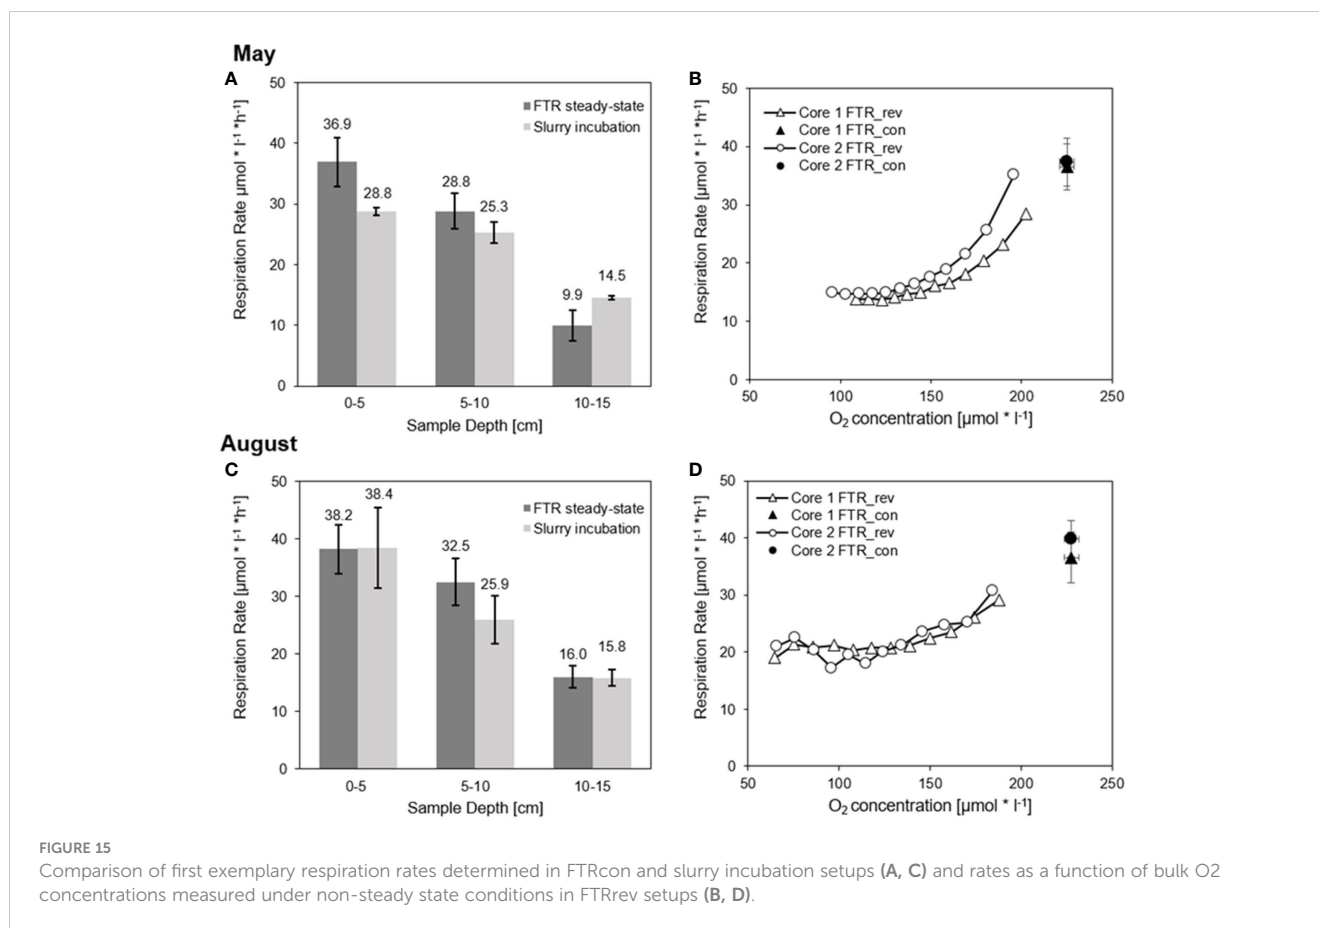 May
A
50
40
30
20
10
0
Respiration Rate µmol * l-1 *h-1]
36.9
28.8
28.8
25.3
9.9
14.5
FTR steady-state
Slurry incubation
0-5
5-10
10-15
Sample Depth [cm]
B
50
40
30
20
10
0
Respiration Rate [µmol * l-1 *h-1]
Core 1 FTR_rev
Core 1 FTR_con
Core 2 FTR_rev
Core 2 FTR_con
50
100
150
200
250
O2 concentration [µmol * l-1]
August
C
50
40
30
20
10
0
Respiration Rate [µmol * l-1 *h-1]
38.2
38.4
32.5
25.9
16.0
15.8
FTR steady-state
Slurry incubation
0-5
5-10
10-15
Sample Depth [cm]
D
50
40
30
20
10
0
Respiration Rate [µmol * l-1 *h-1]
Core 1 FTR_rev
Core 1 FTR_con
Core 2 FTR_rev
Core 2 FTR_con
50
100
150
200
250
O2 concentration [µmol * l-1]
FIGURE 15
Comparison of first exemplary respiration rates determined in FTRcon and slurry incubation setups (A, C) and rates as a function of bulk O2
concentrations measured under non-steady state conditions in FTRrev setups (B, D).